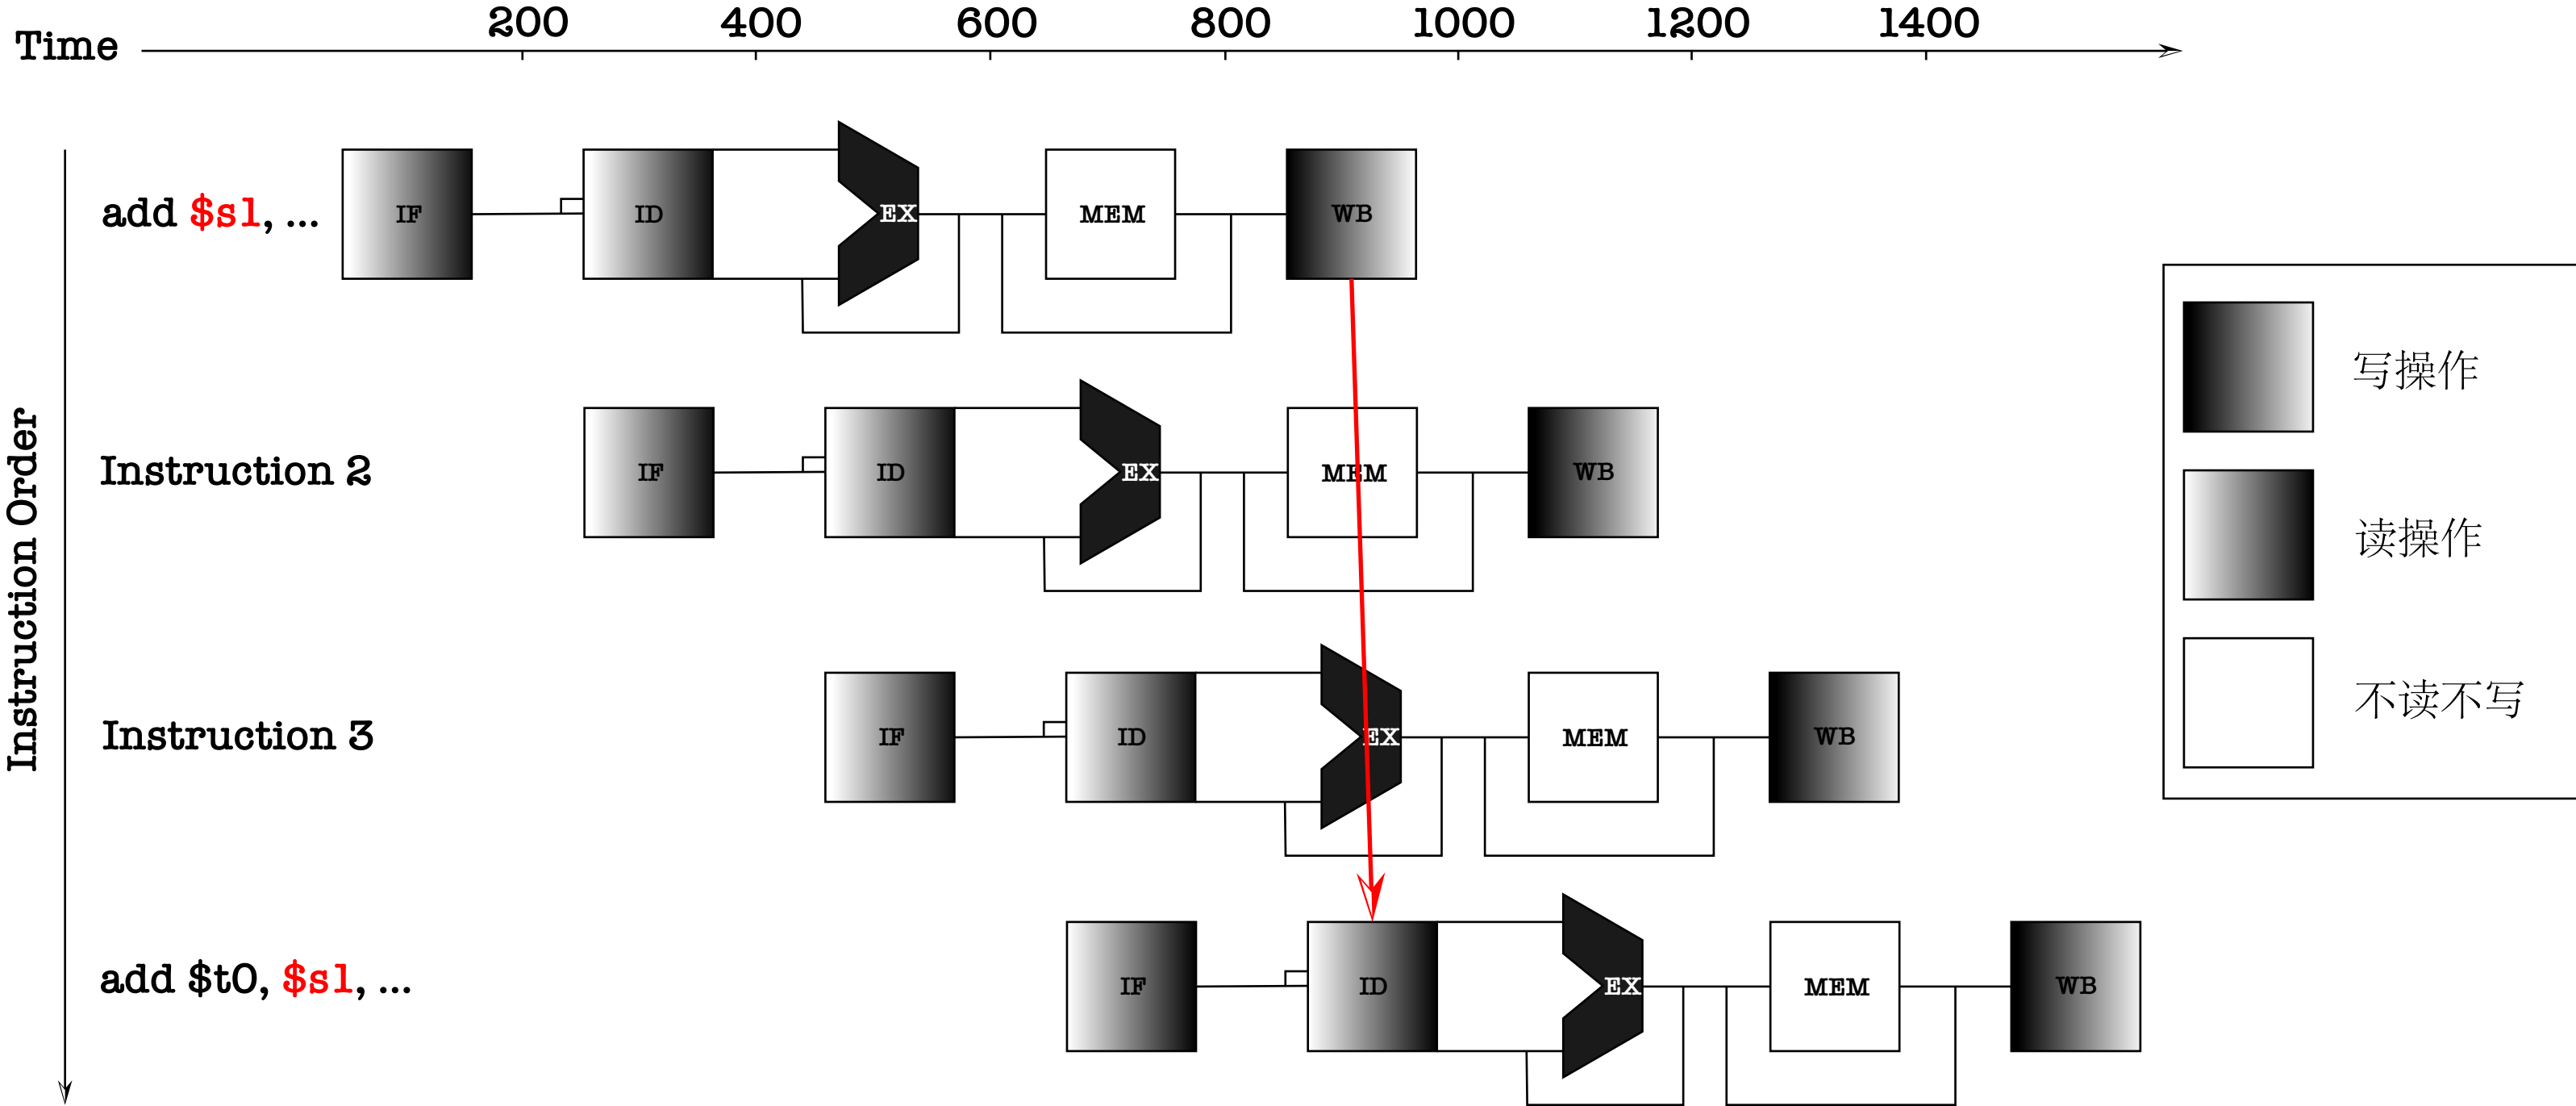 200 400 600 800 1000 1200 1400
Time
add $s1, ...
IF ID EX MEM WB
Instruction 2
IF ID EX MEM WB
Instruction 3
IF ID EX MEM WB
add $t0, $s1, ...
IF ID EX MEM WB
Instruction Order
写操作
读操作
不读不写